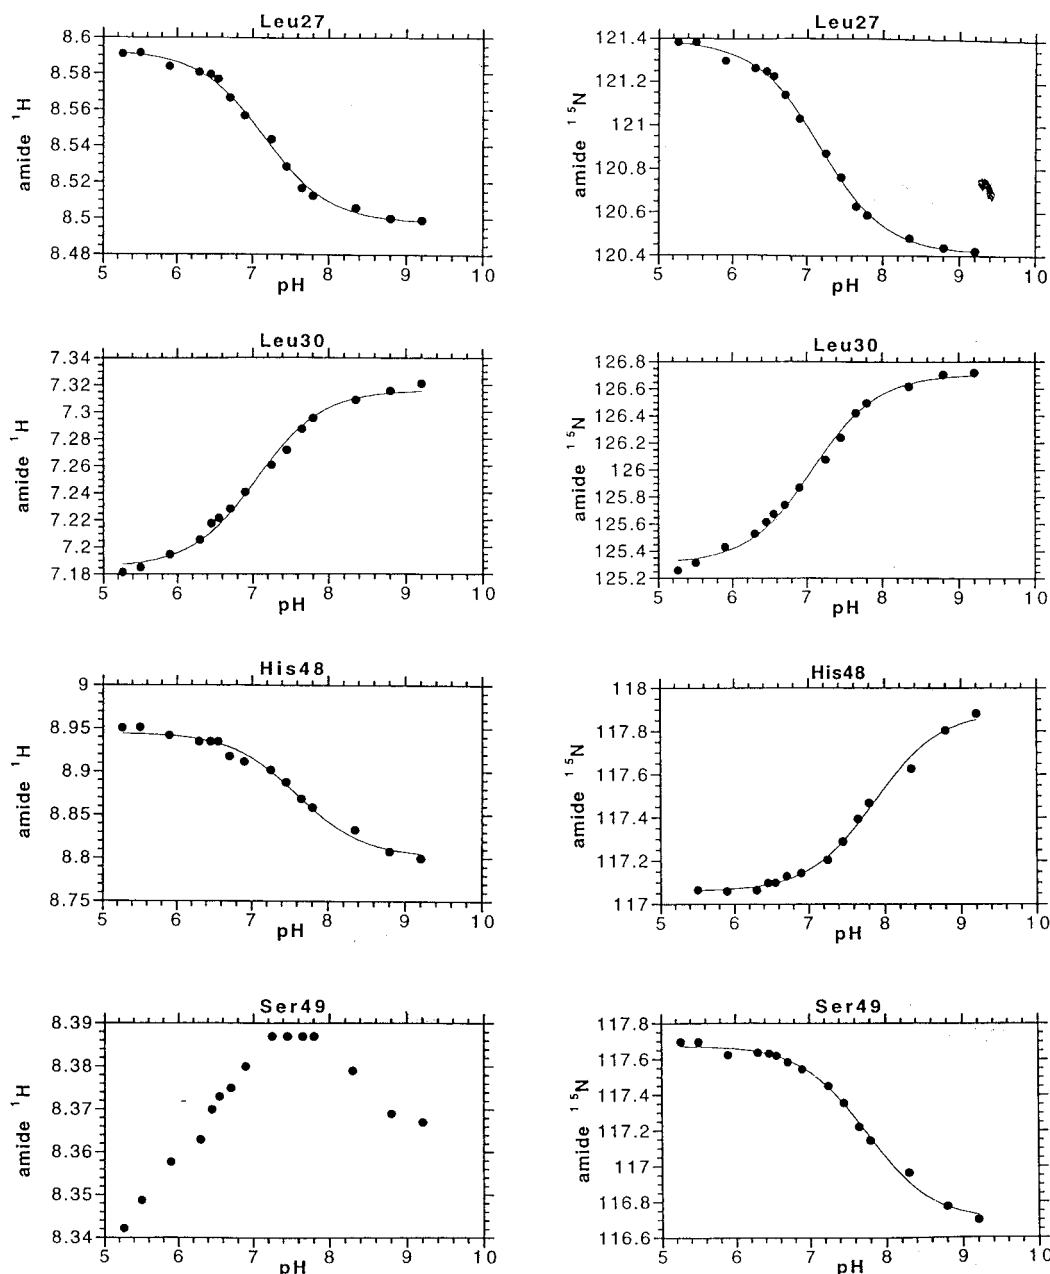 Leu27
8.6
8.58
8.56
8.54
8.52
8.5
8.48
amide ¹H
5 6 7 8 9 10
pH
Leu27
121.4
121.2
121
120.8
120.6
120.4
amide ¹⁵N
5 6 7 8 9 10
pH
Leu30
7.34
7.32
7.3
7.28
7.26
7.24
7.22
7.2
7.18
amide ¹H
5 6 7 8 9 10
pH
Leu30
126.8
126.6
126.4
126.2
126
125.8
125.6
125.4
125.2
amide ¹⁵N
5 6 7 8 9 10
pH
His48
9
8.95
8.9
8.85
8.8
8.75
amide ¹H
5 6 7 8 9 10
pH
His48
118
117.8
117.6
117.4
117.2
117
amide ¹⁵N
5 6 7 8 9 10
pH
Ser49
8.39
8.38
8.37
8.36
8.35
8.34
amide ¹H
5 6 7 8 9 10
pH
Ser49
117.8
117.6
117.4
117.2
117
116.8
116.6
amide ¹⁵N
5 6 7 8 9 10
pH